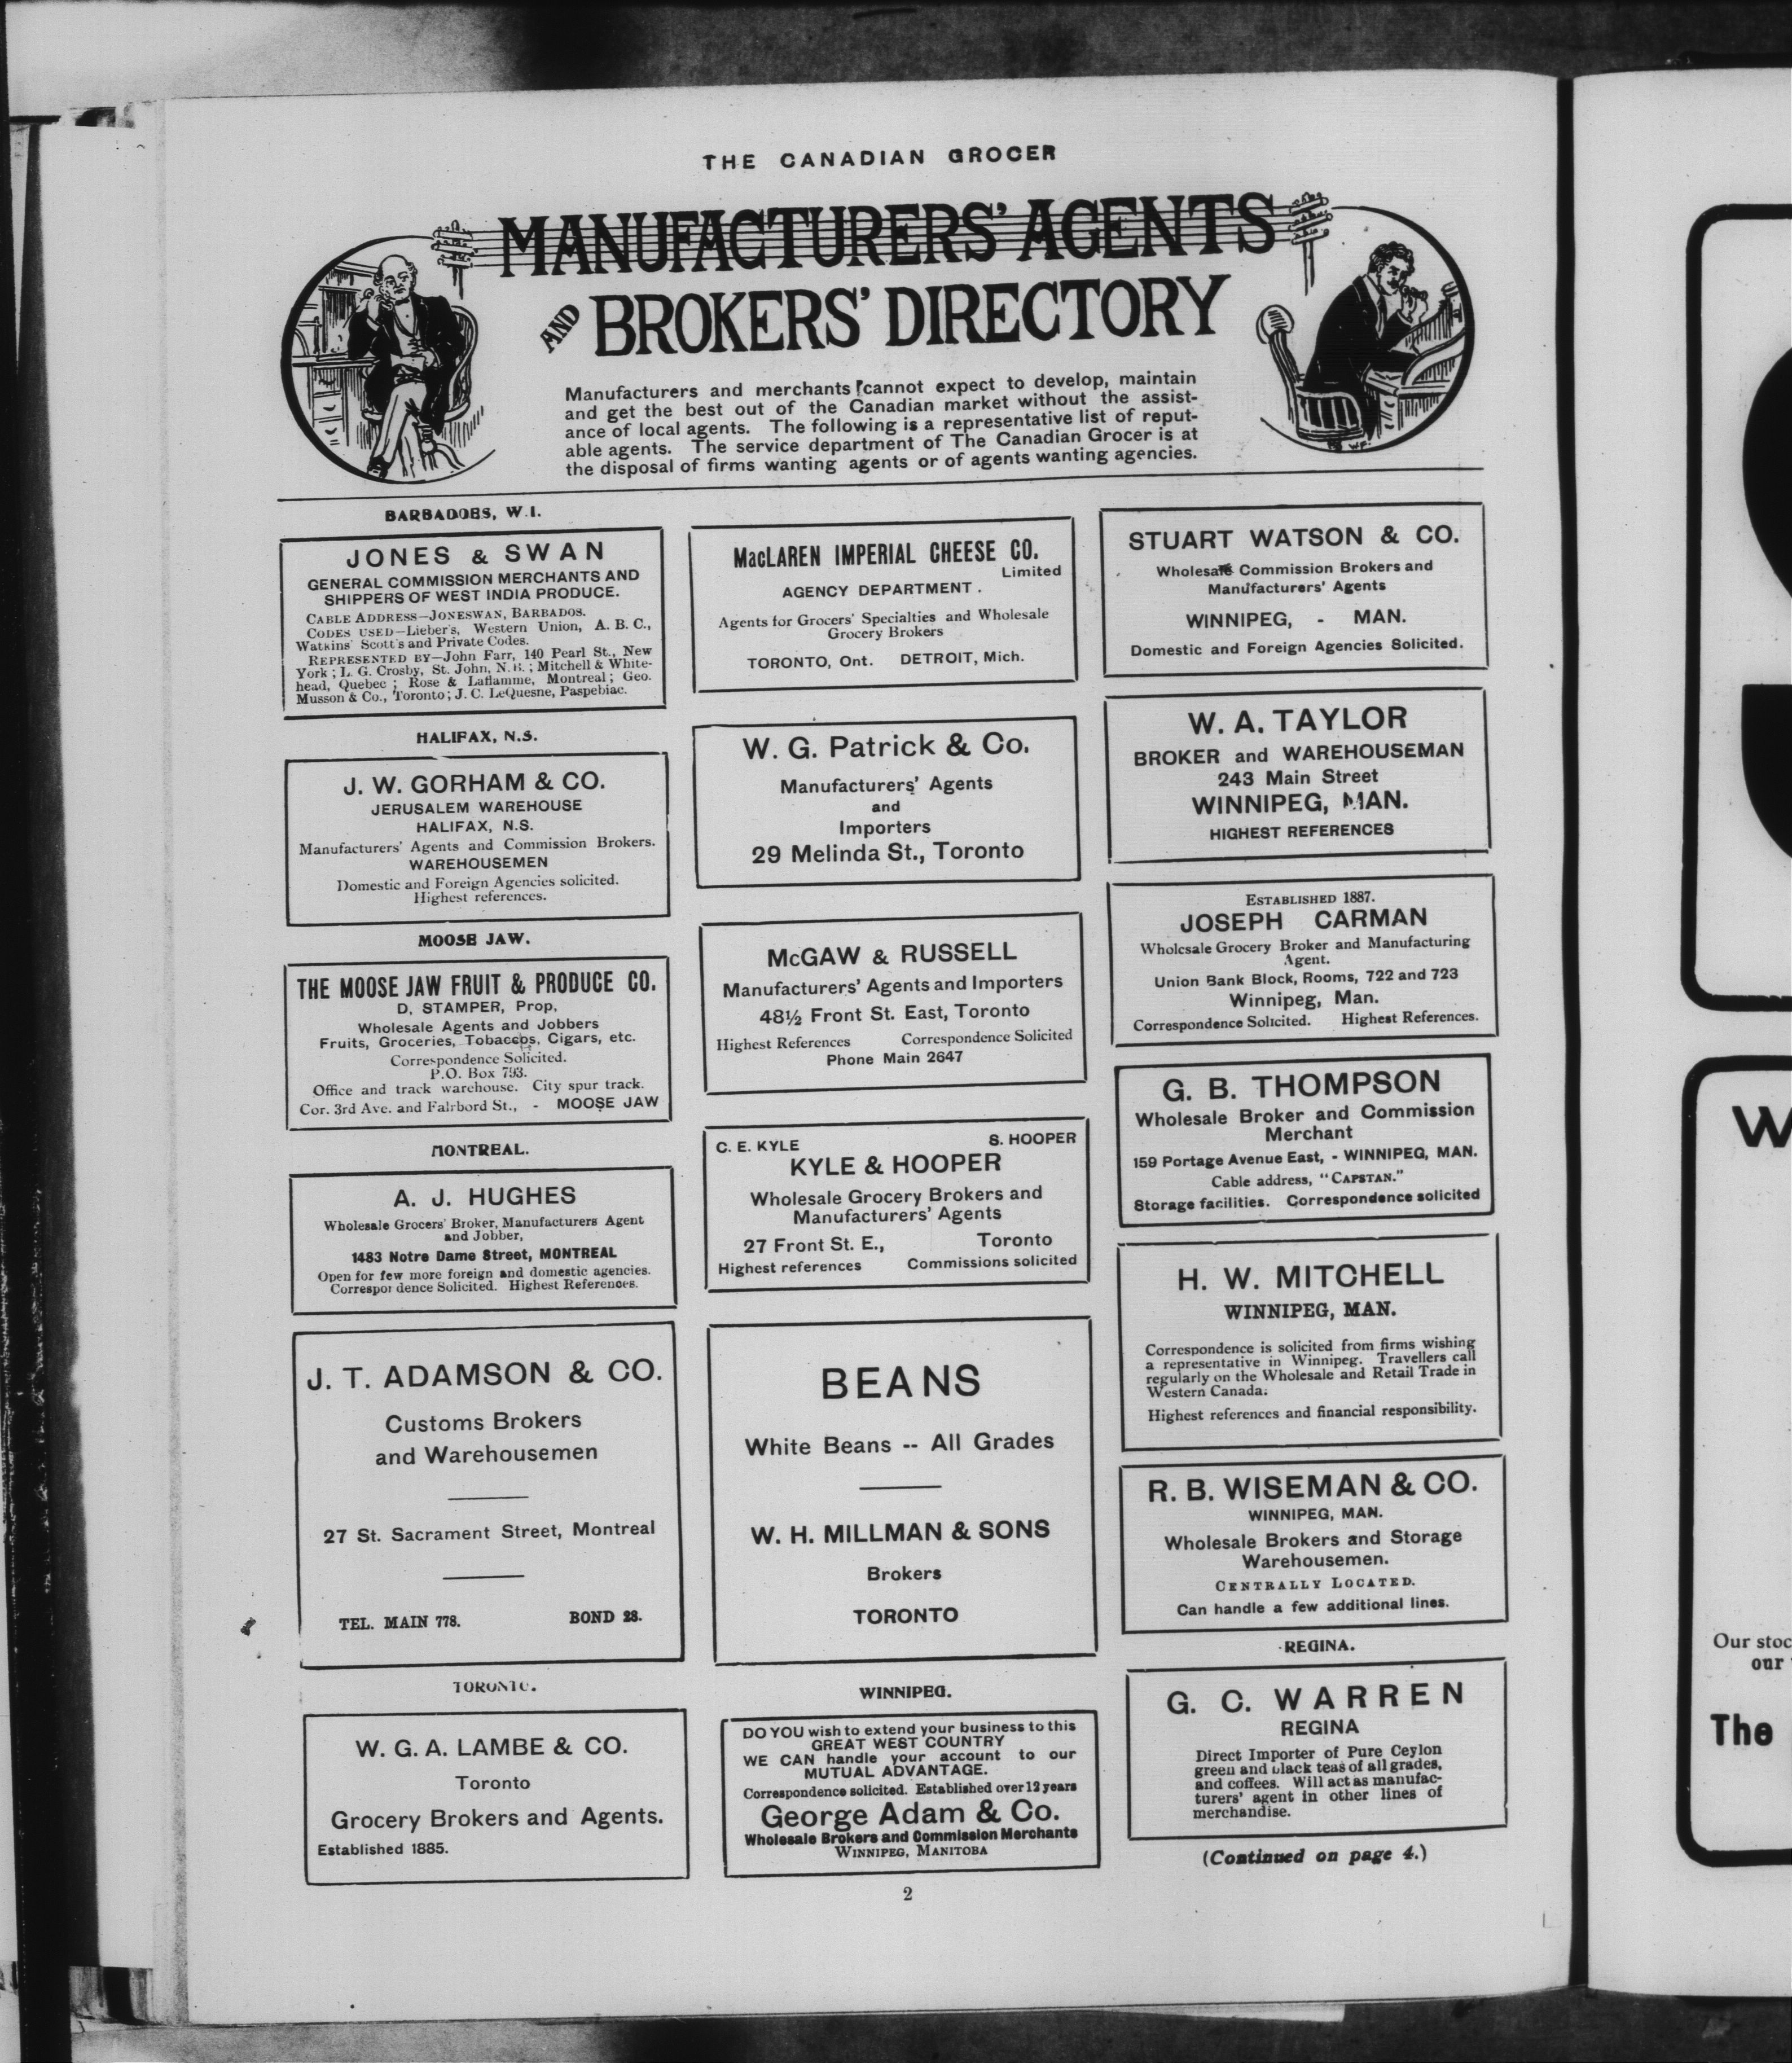 THE CANADIAN GROCER
MANUFACTURERS' AGENTS
AND BROKERS' DIRECTORY
Manufacturers and merchants cannot expect to develop, maintain
and get the best out of the Canadian market without the assist-
ance of local agents. The following is a representative list of reput-
able agents. The service department of The Canadian Grocer is at
the disposal of firms wanting agents or of agents wanting agencies.
BARBADOES, W.I.
JONES & SWAN
GENERAL COMMISSION MERCHANTS AND
SHIPPERS OF WEST INDIA PRODUCE.
CABLE ADDRESS—JONESWAN, BARBADOS.
CODES USED—Lieber's, Western Union, A. B. C.,
Watkins' Scott's and Private Codes.
REPRESENTED BY—John Farr, 140 Pearl St., New
York; L. G. Crosby, St. John, N.B.; Mitchell & White-
head, Quebec; Rose & Laflamme, Montreal; Geo.
Musson & Co., Toronto; J. C. LeQuesne, Paspebiac.
HALIFAX, N.S.
J. W. GORHAM & CO.
JERUSALEM WAREHOUSE
HALIFAX, N.S.
Manufacturers' Agents and Commission Brokers.
WAREHOUSEMEN
Domestic and Foreign Agencies solicited.
Highest references.
MOOSE JAW.
THE MOOSE JAW FRUIT & PRODUCE CO.
D. STAMPER, Prop,
Wholesale Agents and Jobbers
Fruits, Groceries, Tobaccos, Cigars, etc.
Correspondence Solicited.
P.O. Box 793.
Office and track warehouse. City spur track.
Cor. 3rd Ave. and Fairbord St., - MOOSE JAW
MONTREAL.
A. J. HUGHES
Wholesale Grocers' Broker, Manufacturers Agent
and Jobber,
1483 Notre Dame Street, MONTREAL
Open for few more foreign and domestic agencies.
Correspondence Solicited. Highest References.
J. T. ADAMSON & CO.
Customs Brokers
and Warehousemen
27 St. Sacrament Street, Montreal
TEL. MAIN 778. BOND 28.
TORONTO.
W. G. A. LAMBE & CO.
Toronto
Grocery Brokers and Agents.
Established 1885.
MacLAREN IMPERIAL CHEESE CO.
Limited
AGENCY DEPARTMENT.
Agents for Grocers' Specialties and Wholesale
Grocery Brokers
TORONTO, Ont. DETROIT, Mich.
W. G. Patrick & Co.
Manufacturers' Agents
and
Importers
29 Melinda St., Toronto
McGAW & RUSSELL
Manufacturers' Agents and Importers
48½ Front St. East, Toronto
Highest References Correspondence Solicited
Phone Main 2647
C. E. KYLE S. HOOPER
KYLE & HOOPER
Wholesale Grocery Brokers and
Manufacturers' Agents
27 Front St. E., Toronto
Highest references Commissions solicited
BEANS
White Beans -- All Grades
W. H. MILLMAN & SONS
Brokers
TORONTO
WINNIPEG.
DO YOU wish to extend your business to this
GREAT WEST COUNTRY
WE CAN handle your account to our
MUTUAL ADVANTAGE.
Correspondence solicited. Established over 12 years
George Adam & Co.
Wholesale Brokers and Commission Merchants
WINNIPEG, MANITOBA
STUART WATSON & CO.
Wholesale Commission Brokers and
Manufacturers' Agents
WINNIPEG, - MAN.
Domestic and Foreign Agencies Solicited.
W. A. TAYLOR
BROKER and WAREHOUSEMAN
243 Main Street
WINNIPEG, MAN.
HIGHEST REFERENCES
ESTABLISHED 1887.
JOSEPH CARMAN
Wholesale Grocery Broker and Manufacturing
Agent.
Union Bank Block, Rooms, 722 and 723
Winnipeg, Man.
Correspondence Solicited. Highest References.
G. B. THOMPSON
Wholesale Broker and Commission
Merchant
159 Portage Avenue East, - WINNIPEG, MAN.
Cable address, "CAPSTAN."
Storage facilities. Correspondence solicited
H. W. MITCHELL
WINNIPEG, MAN.
Correspondence is solicited from firms wishing
a representative in Winnipeg. Travellers call
regularly on the Wholesale and Retail Trade in
Western Canada.
Highest references and financial responsibility.
R. B. WISEMAN & CO.
WINNIPEG, MAN.
Wholesale Brokers and Storage
Warehousemen.
CENTRALLY LOCATED.
Can handle a few additional lines.
REGINA.
G. C. WARREN
REGINA
Direct Importer of Pure Ceylon
green and black teas of all grades,
and coffees. Will act as manufac-
turers' agent in other lines of
merchandise.
(Continued on page 4.)
2
Our
our
The